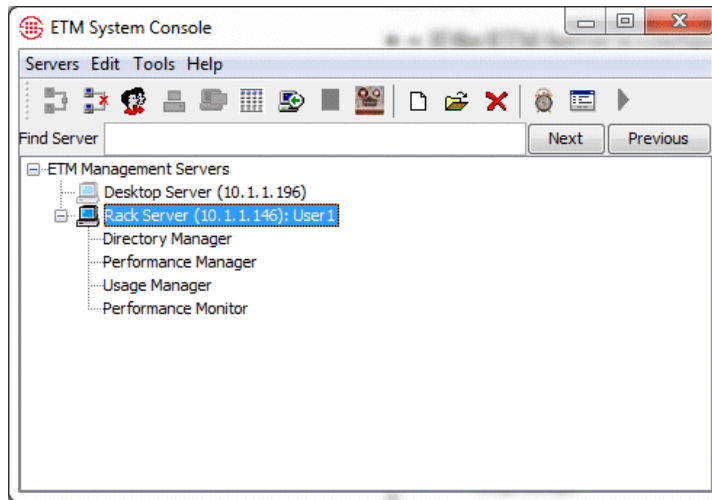 ETM System Console
Servers Edit Tools Help
Find Server
Next
Previous
ETM Management Servers
Desktop Server (10.1.1.196)
Rack Server (10.1.1.146): User1
Directory Manager
Performance Manager
Usage Manager
Performance Monitor